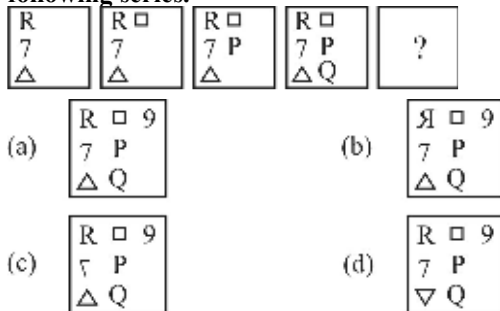 following series.
R R □ R □ R □
7 7 7 P 7 P ?
△ △ △ △ Q
(a) R □ 9 (b) Я □ 9
7 P 7 P
△ Q △ Q
(c) R □ 9 (d) R □ 9
P 7 P
△ Q ▽ Q